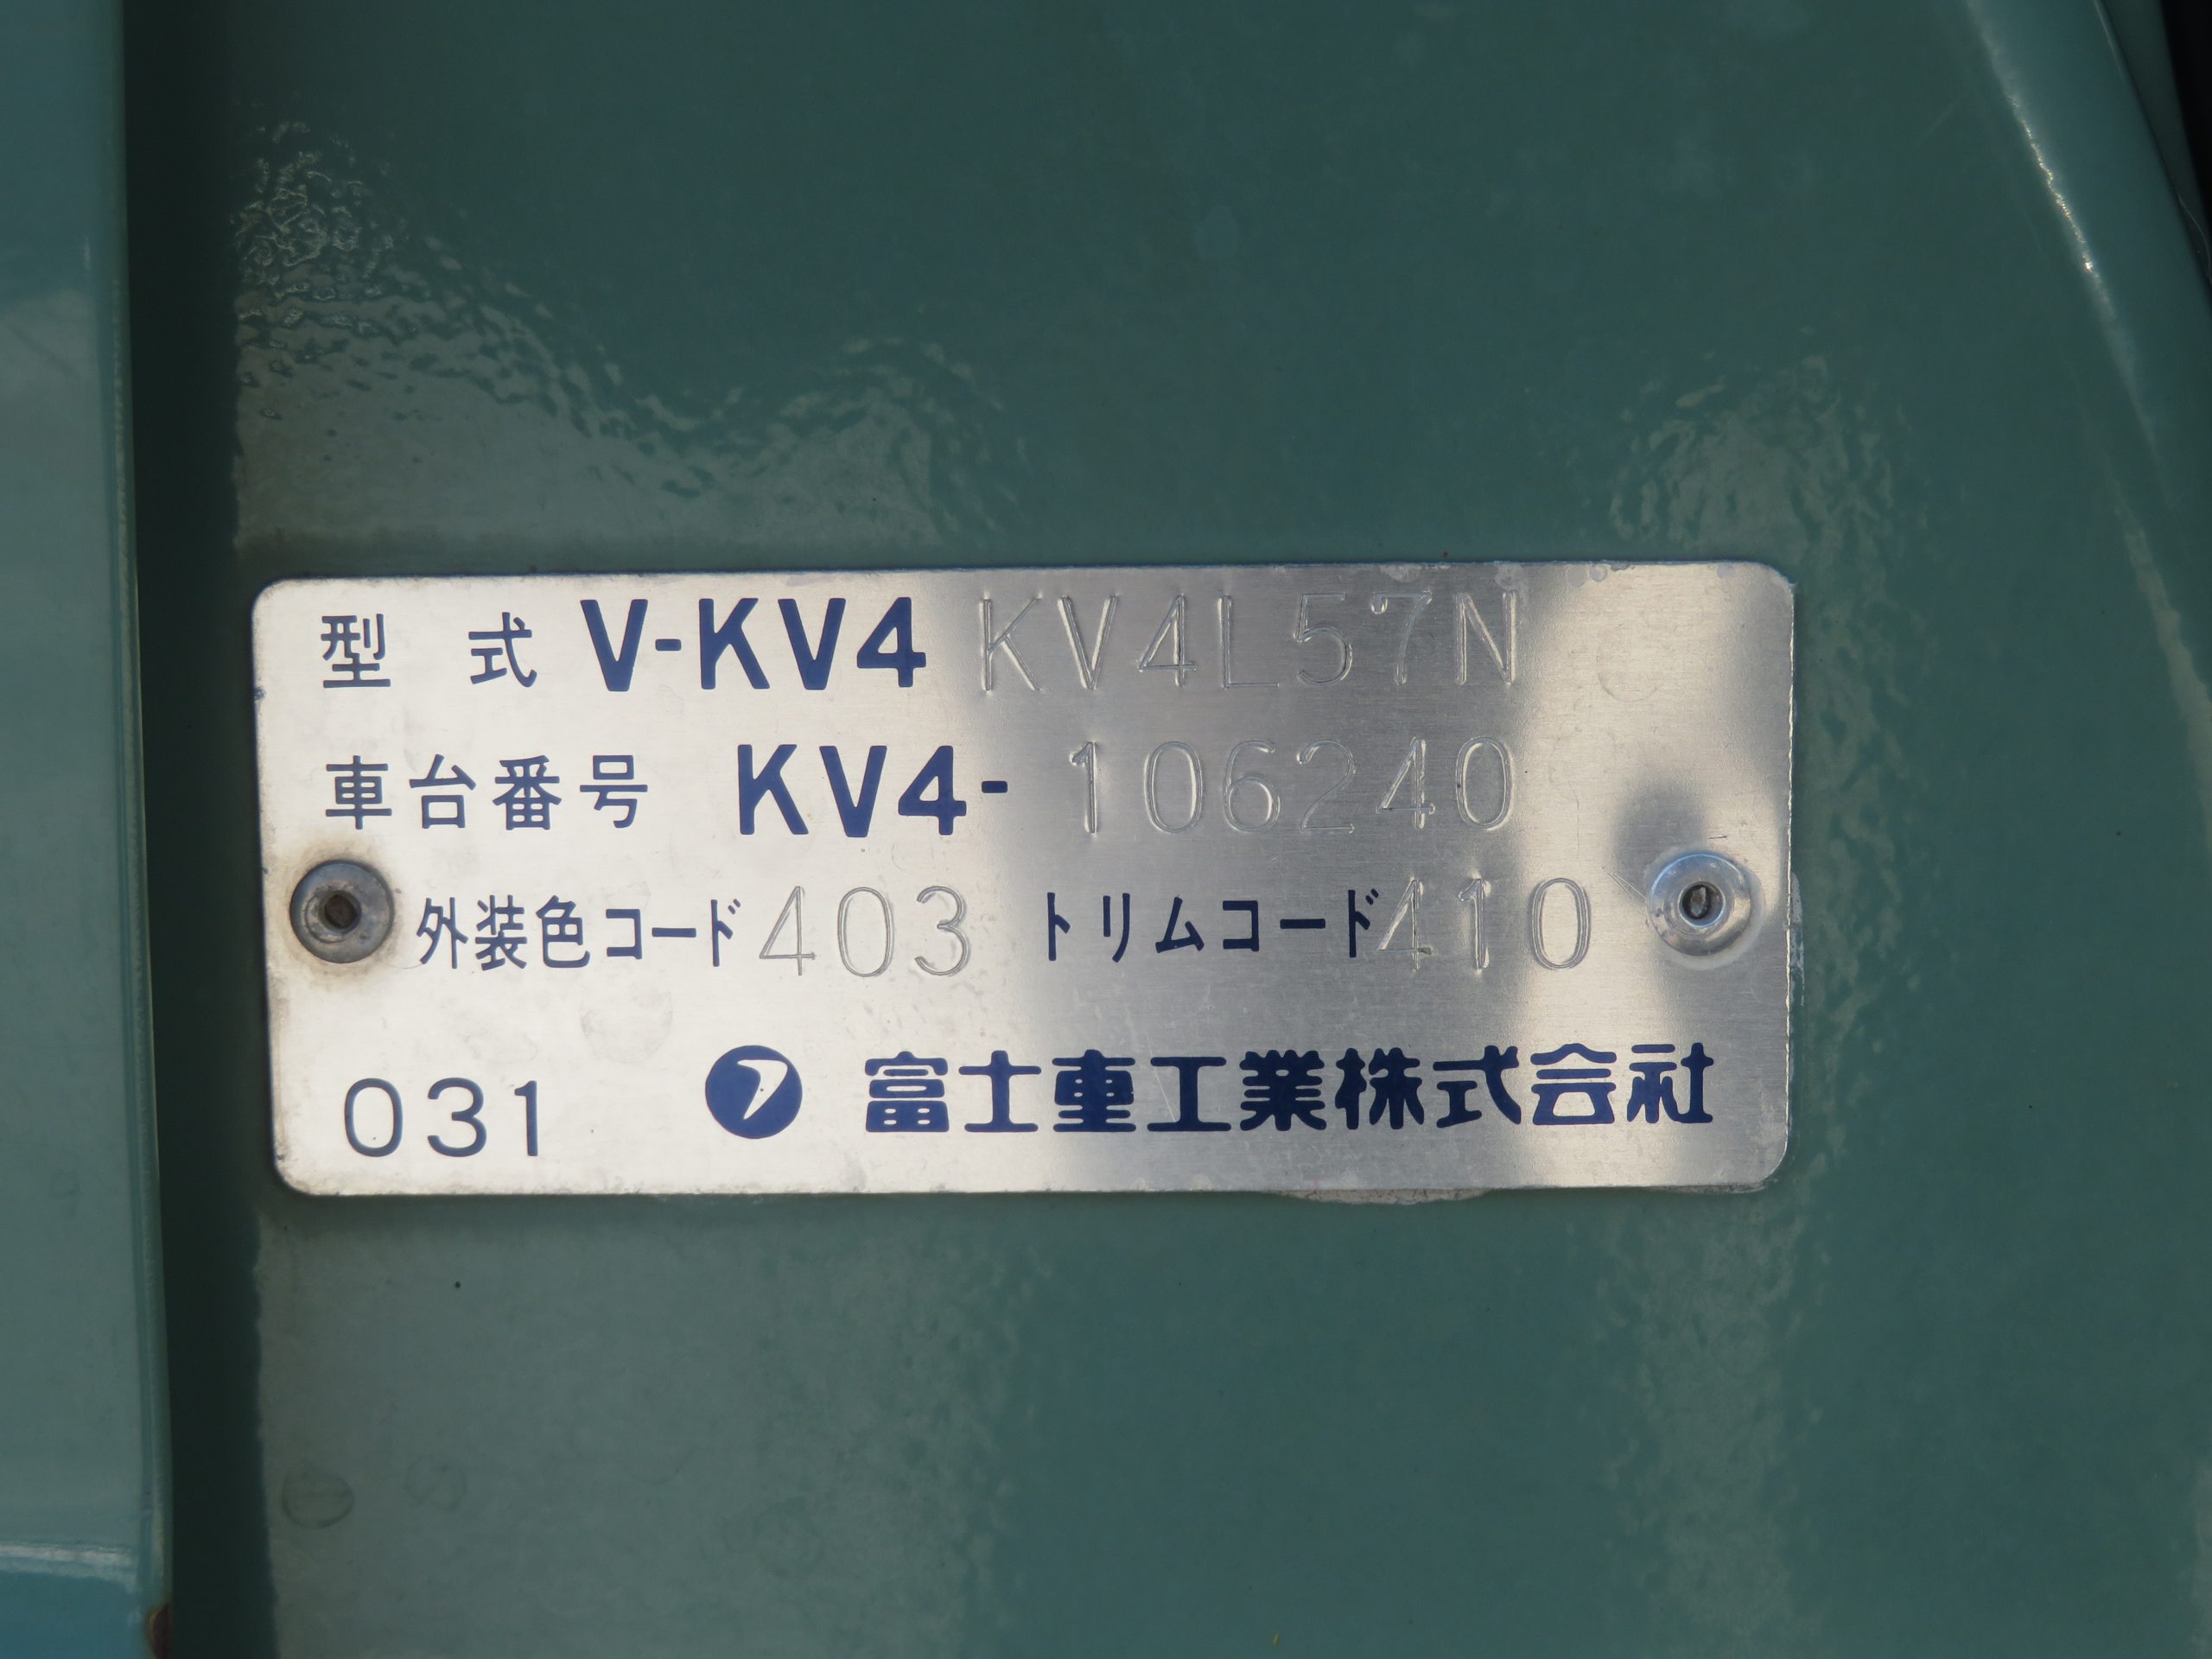 型 式 V-KV4 KV4L57N
車台番号 KV4- 106240
外装色コード 403 トリムコード 410
031 富士重工業株式会社